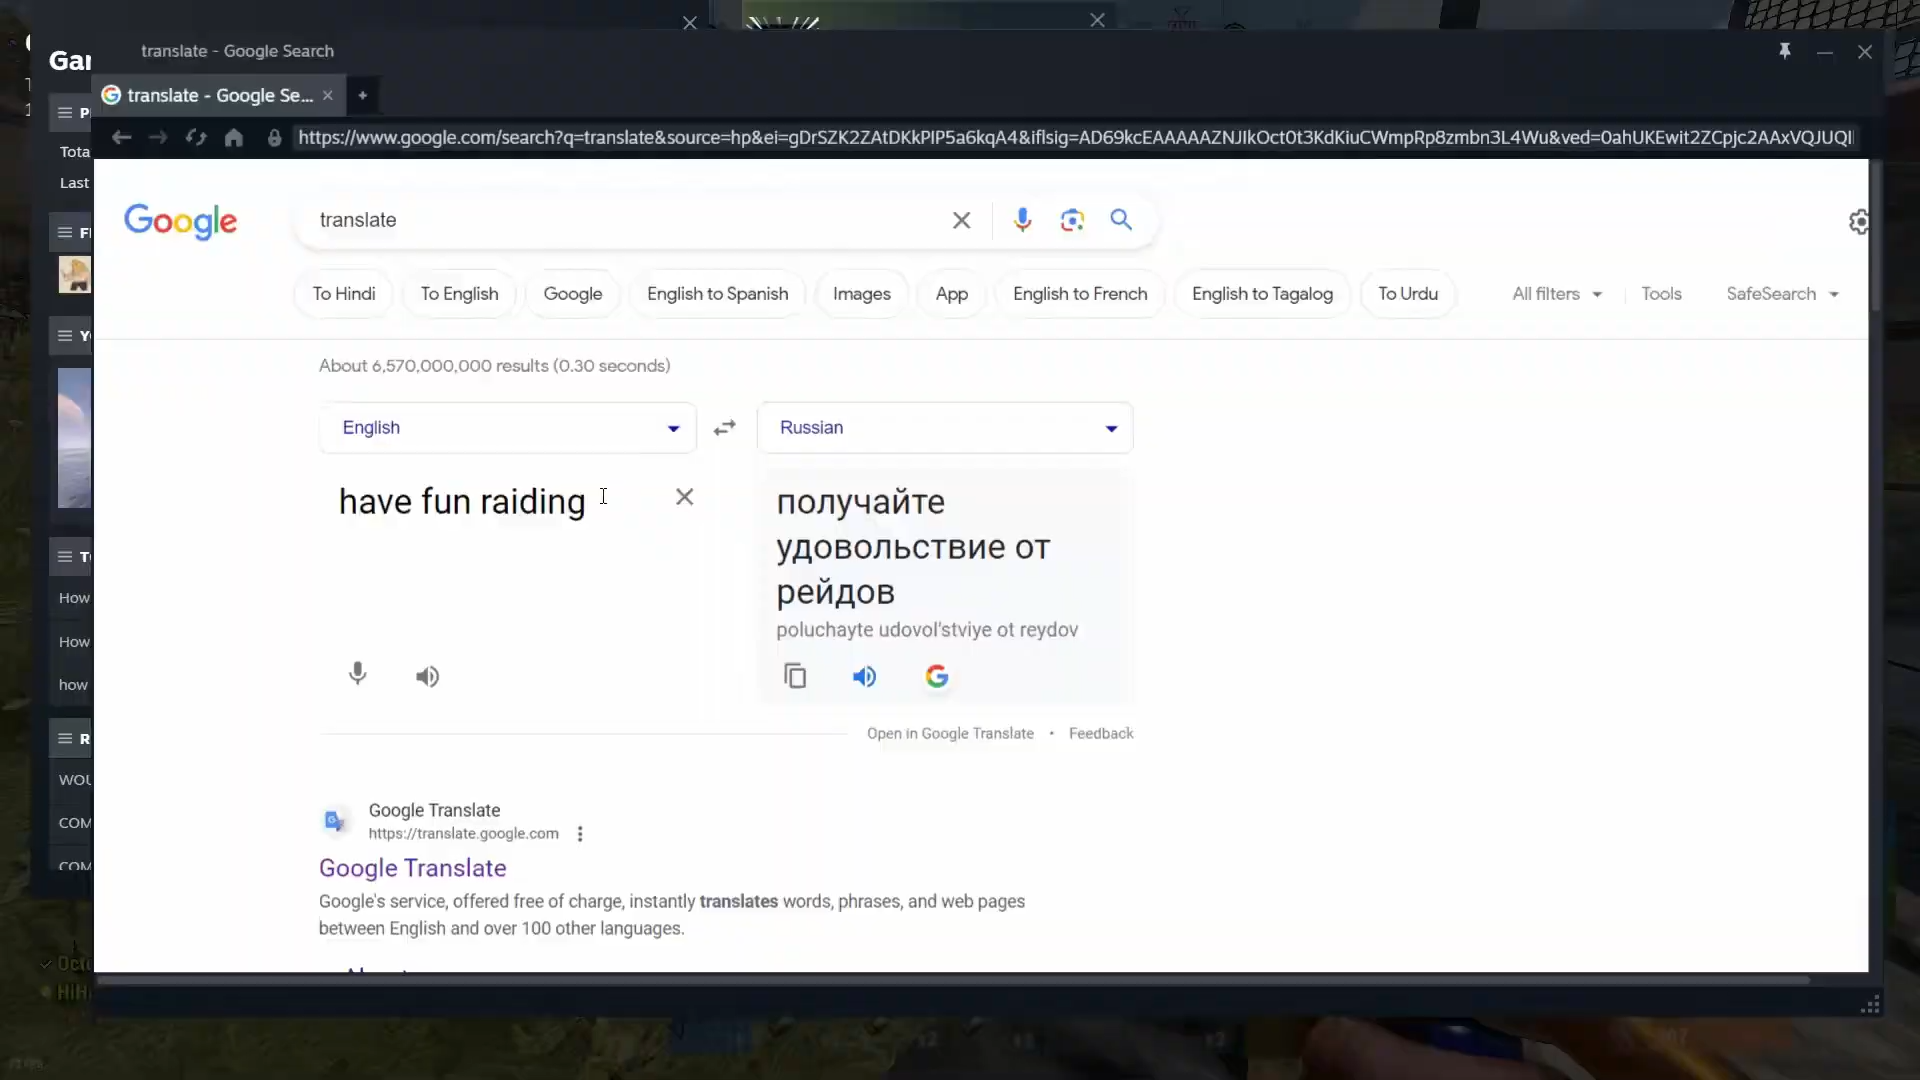 translate - Google Search
Gar
translate - Google Se...
https://www.google.com/search?q=translate&source=hp&ei=gDrSZK2ZAtDKkPIP5a6kqA4&iflsig=AD69kcEAAAAAZNJIkOct0t3KdKiuCWmpRp8zmbn3L4Wu&ved=0ahUKEwit2ZCpjc2AAxVQJUQI
Tota
Last
Google
translate
To Hindi
To English
Google
English to Spanish
Images
App
English to French
English to Tagalog
To Urdu
All filters
Tools
SafeSearch
About 6,570,000,000 results (0.30 seconds)
English
Russian
have fun raiding
получайте
удовольствие от
рейдов
poluchayte udovol'stviye ot reydov
Open in Google Translate • Feedback
How
How
how
WOU
COM
COM
Google Translate
https://translate.google.com
Google Translate
Google's service, offered free of charge, instantly translates words, phrases, and web pages
between English and over 100 other languages.